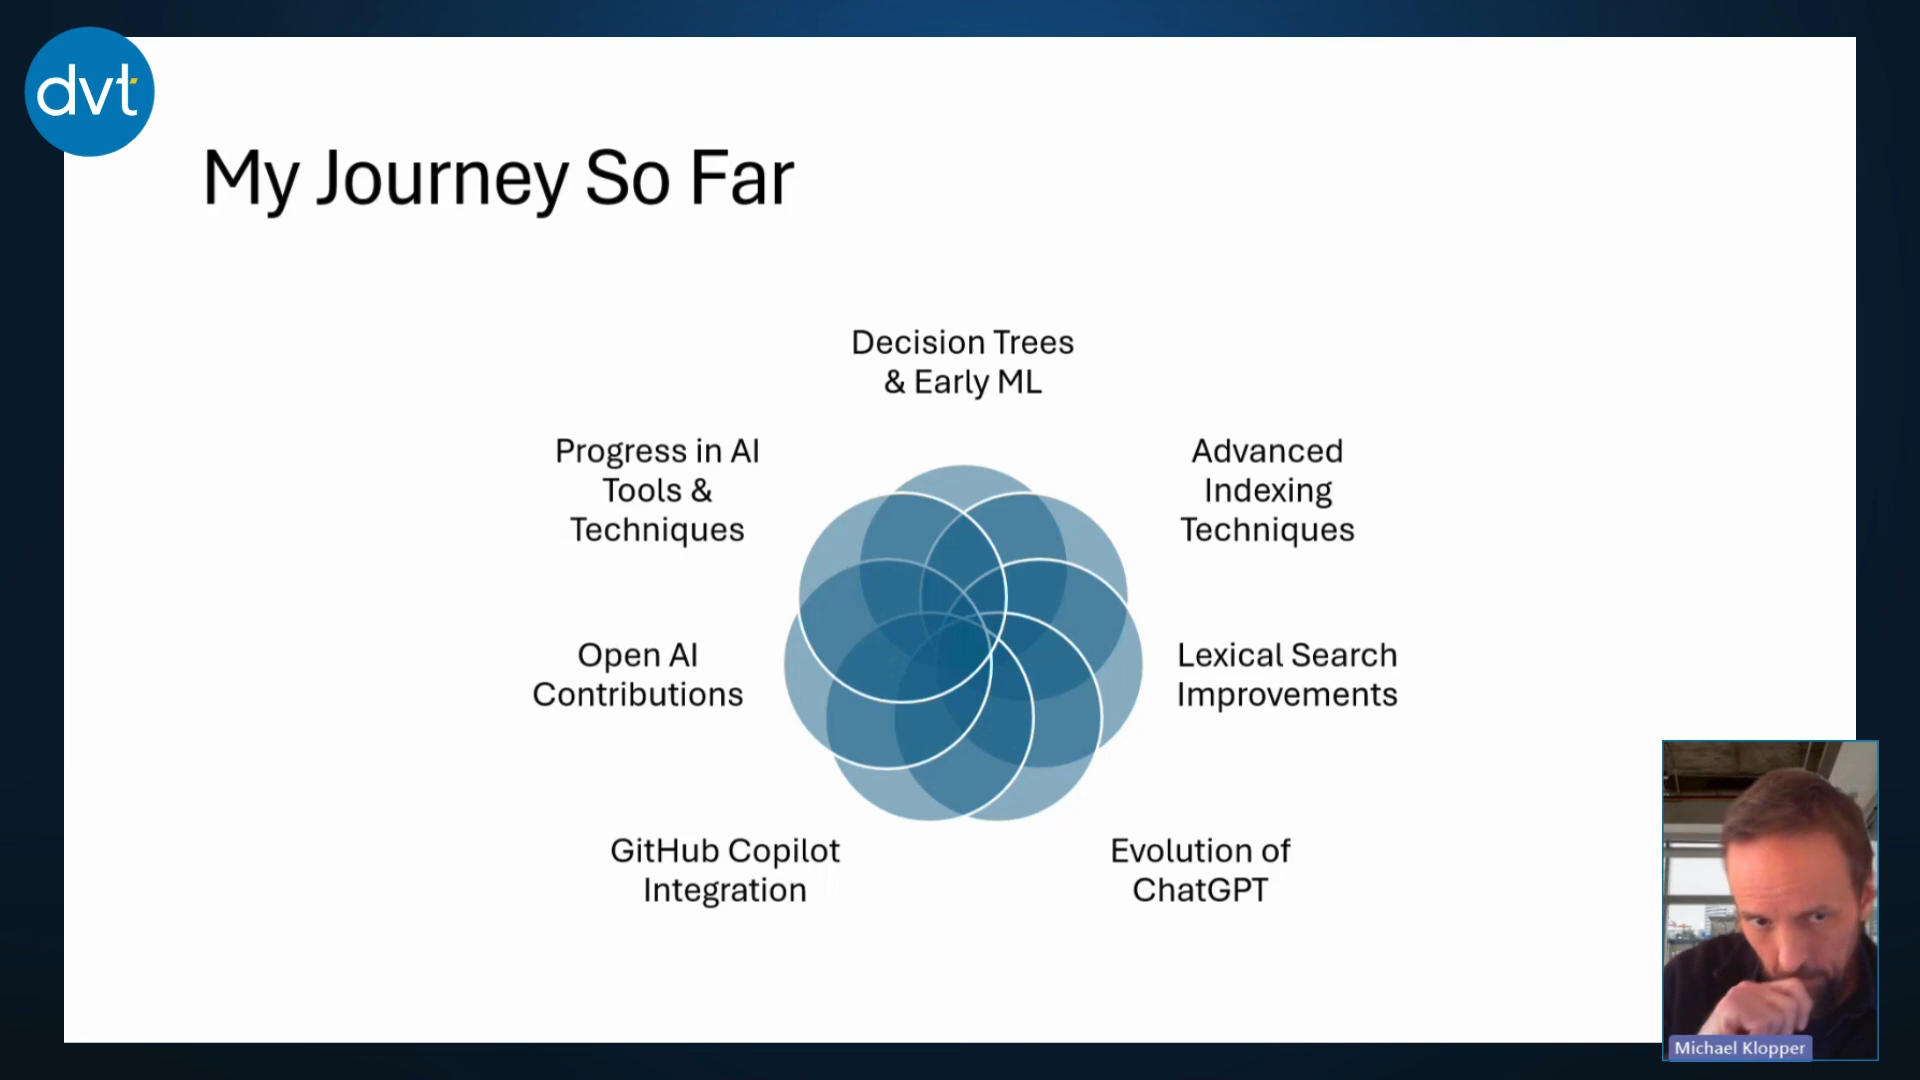 dvt
My Journey So Far
Decision Trees
& Early ML
Progress in AI
Tools &
Techniques
Advanced
Indexing
Techniques
Open AI
Contributions
Lexical Search
Improvements
GitHub Copilot
Integration
Evolution of
ChatGPT
Michael Klopper